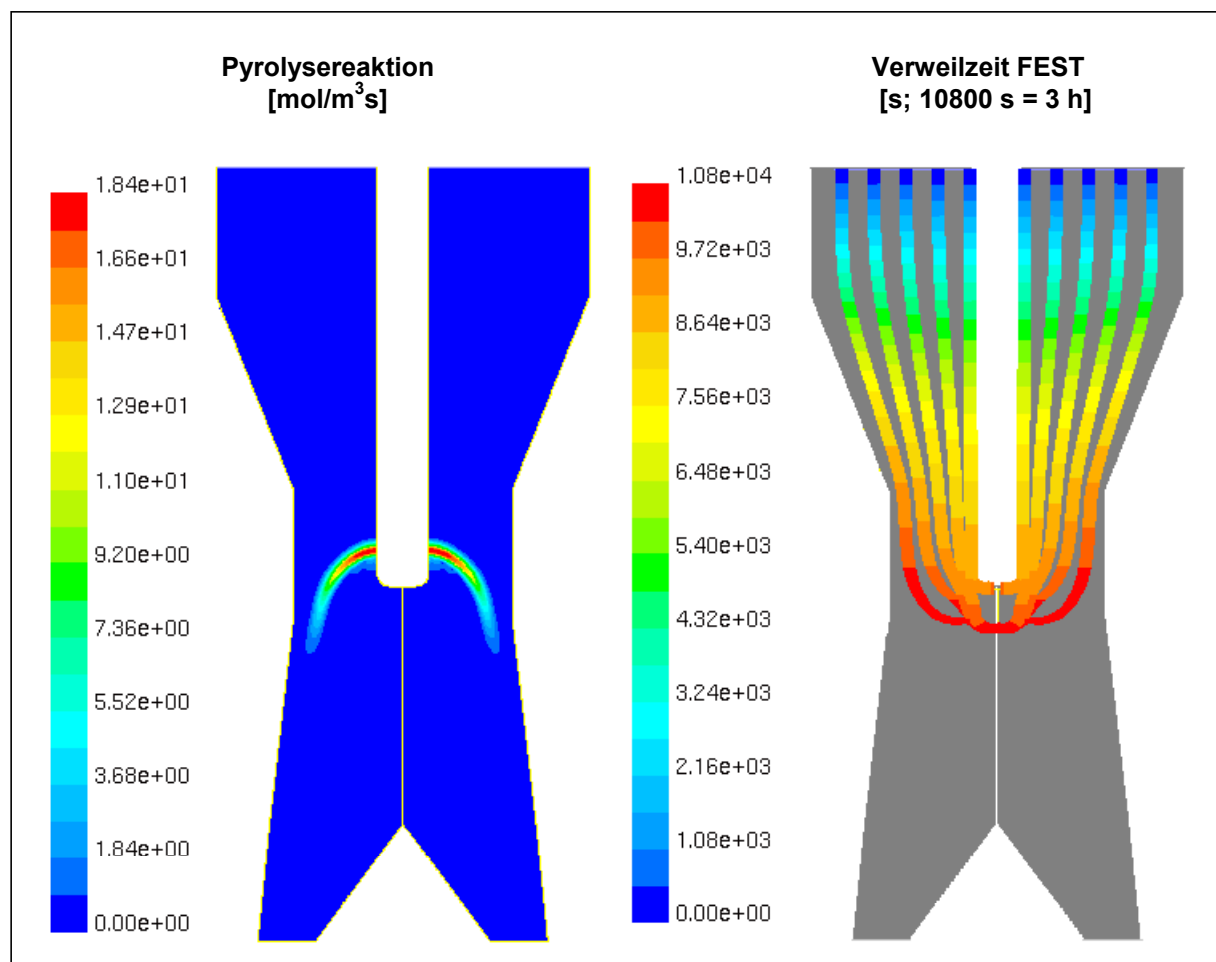 Pyrolysereaktion
[mol/m³s]
1.84e+01
1.66e+01
1.47e+01
1.29e+01
1.10e+01
9.20e+00
7.36e+00
5.52e+00
3.68e+00
1.84e+00
0.00e+00
Verweilzeit FEST
[s; 10800 s = 3 h]
1.08e+04
9.72e+03
8.64e+03
7.56e+03
6.48e+03
5.40e+03
4.32e+03
3.24e+03
2.16e+03
1.08e+03
0.00e+00